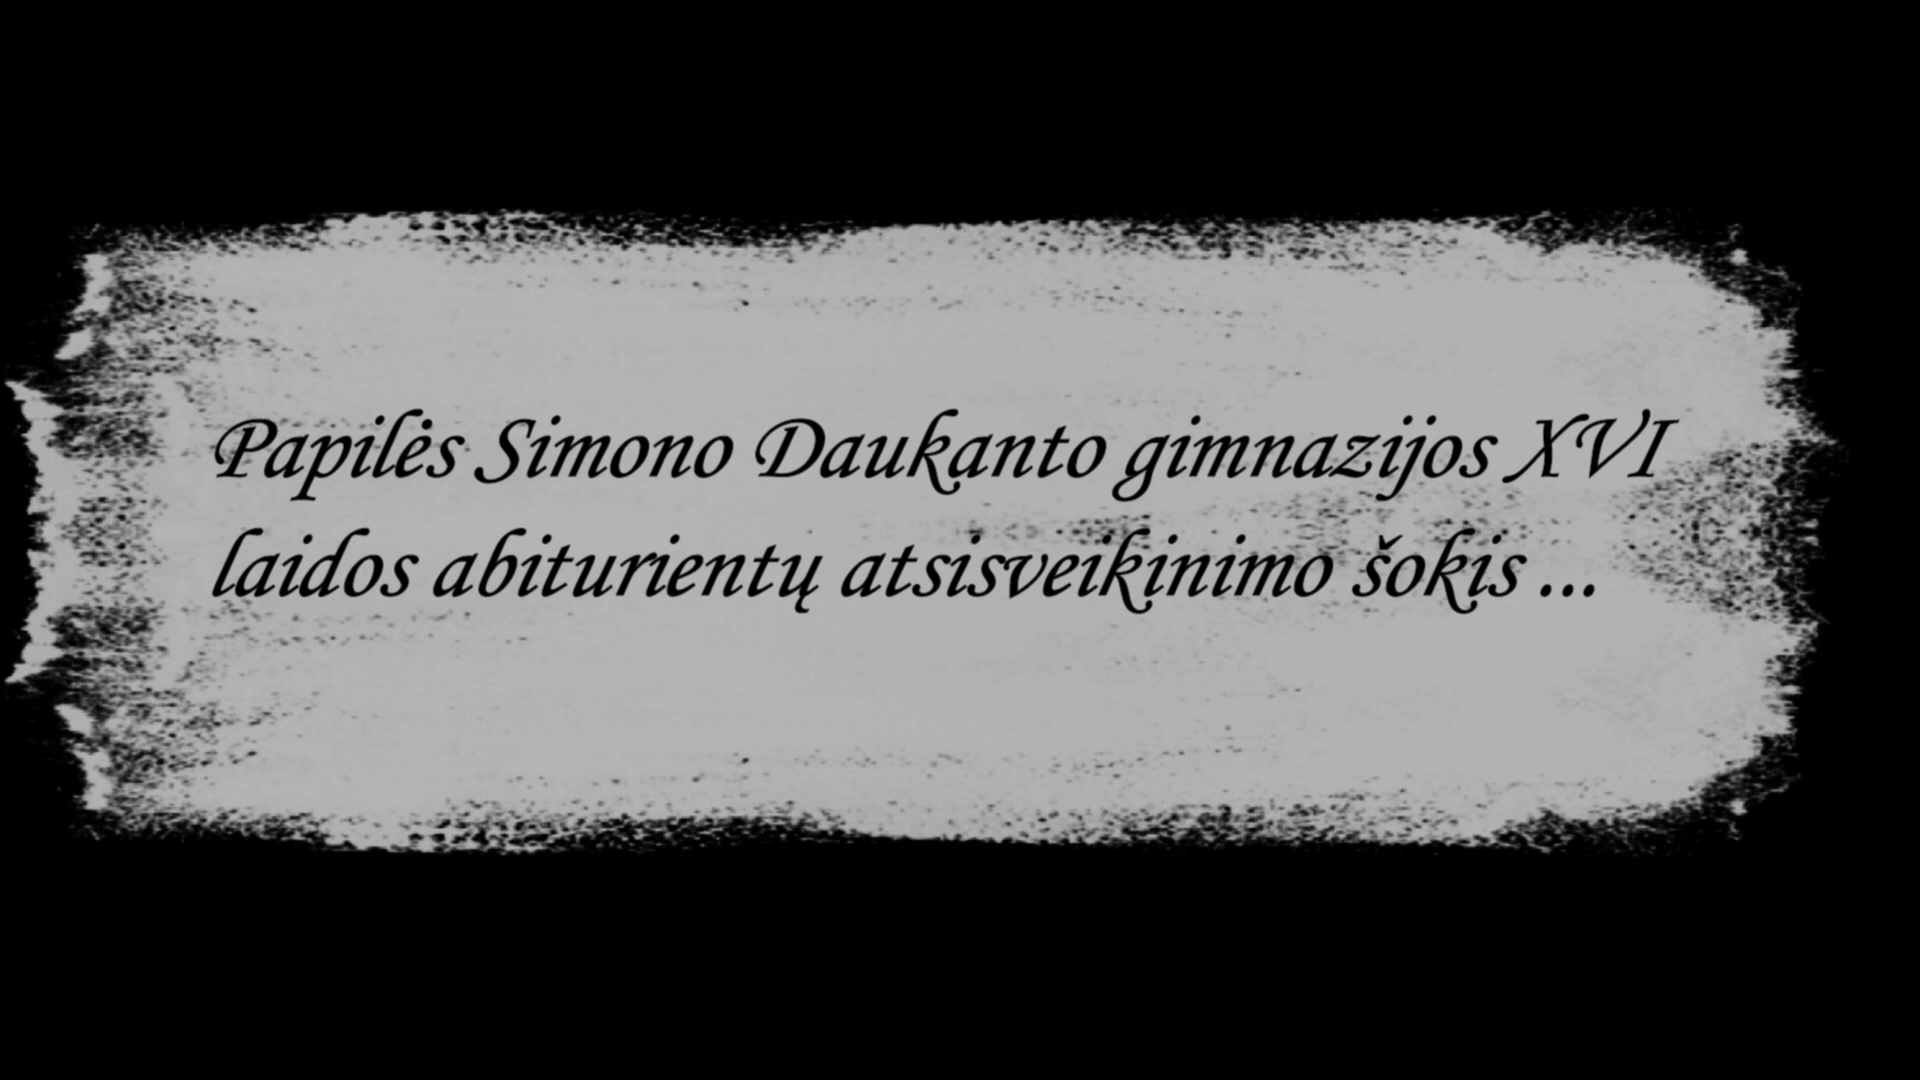 Papilės Simono Daukanto gimnazijos XVI
laidos abiturientų atsisveikinimo šokis ...